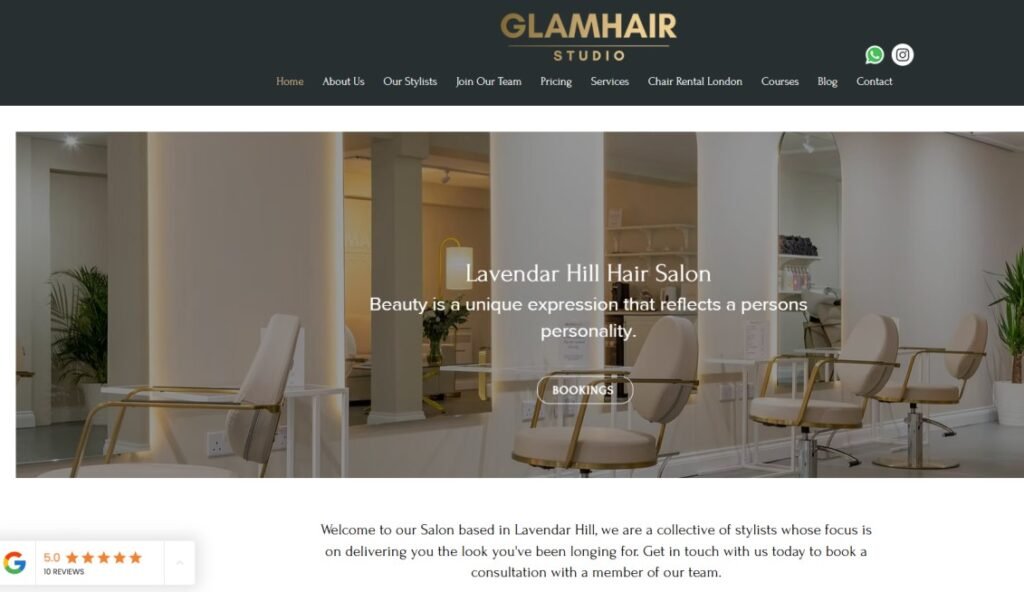 GLAMHAIR
STUDIO
Home About Us Our Stylists Join Our Team Pricing Services Chair Rental London Courses Blog Contact
Lavendar Hill Hair Salon
Beauty is a unique expression that reflects a persons
personality.
BOOKINGS
Welcome to our Salon based in Lavendar Hill, we are a collective of stylists whose focus is
on delivering you the look you've been longing for. Get in touch with us today to book a
consultation with a member of our team.
5.0
10 REVIEWS